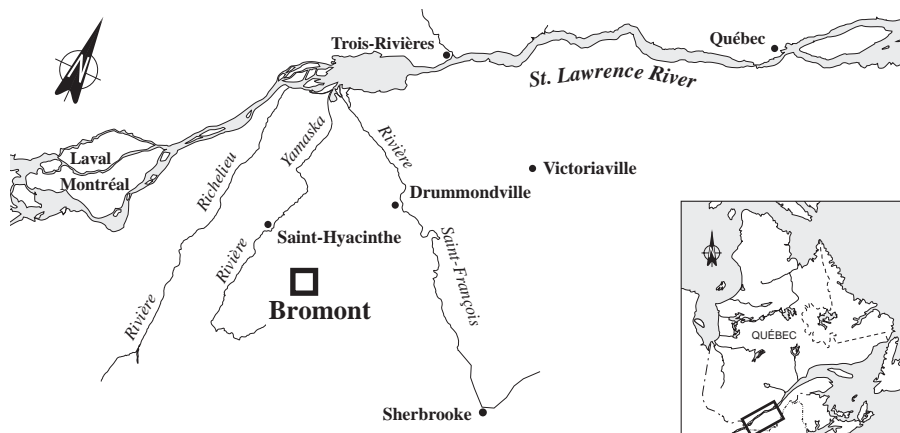 N
Trois-Rivières
Québec
St. Lawrence River
Laval
Montréal
Richelieu
Rivière
Yamaska
Rivière
Rivière
Saint-François
Victoriaville
Drummondville
Saint-Hyacinthe
Bromont
Sherbrooke
QUÉBEC